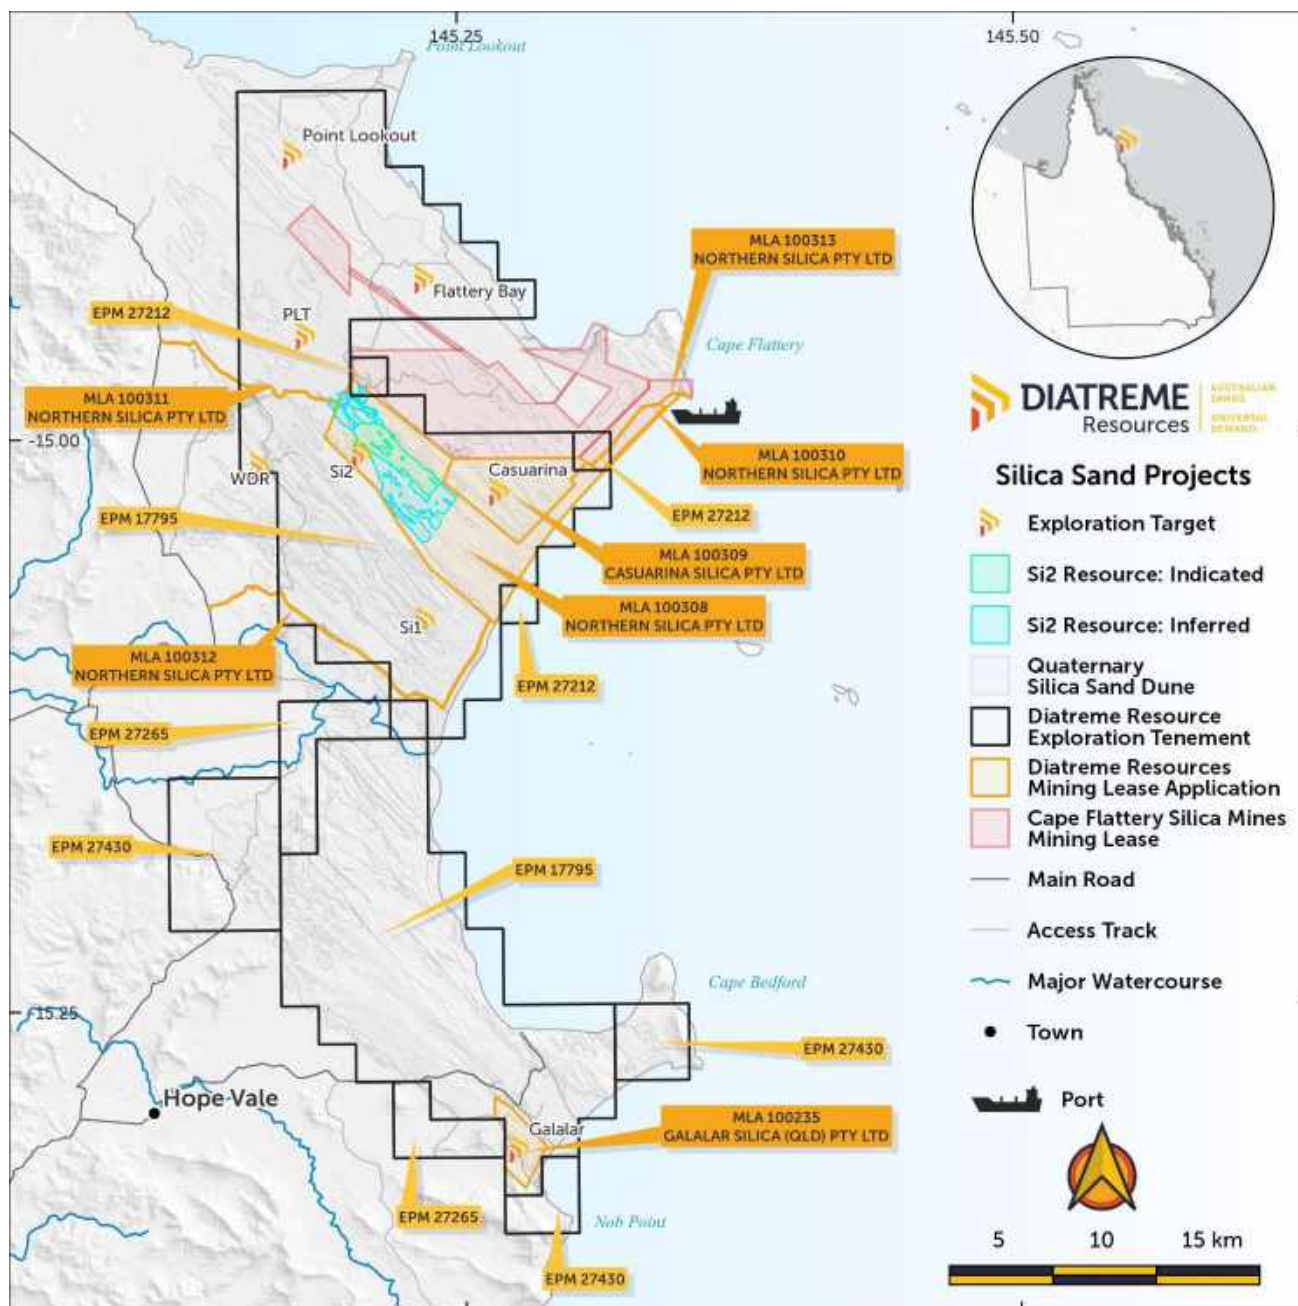 145.25
145.50
Point Lookout
Point Lookout
Flattery Bay
MLA 100313
NORTHERN SILICA PTY LTD
EPM 27212
PLT
Cape Flattery
MLA 100311
NORTHERN SILICA PTY LTD
-15.00
WDR
Si2
Casuarina
MLA 100310
NORTHERN SILICA PTY LTD
EPM 17795
EPM 27212
MLA 100309
CASUARINA SILICA PTY LTD
MLA 100308
NORTHERN SILICA PTY LTD
Si1
MLA 100312
NORTHERN SILICA PTY LTD
EPM 27212
EPM 27265
EPM 27430
EPM 17795
Cape Bedford
-15.25
EPM 27430
Hope Vale
MLA 100235
GALALAR SILICA (QLD) PTY LTD
Galalar
EPM 27265
Nob Point
EPM 27430
DIATREME
Resources
AUSTRALIAN
SANDS
UNIVERSAL
DEMAND
Silica Sand Projects
Exploration Target
Si2 Resource: Indicated
Si2 Resource: Inferred
Quaternary
Silica Sand Dune
Diatreme Resource
Exploration Tenement
Diatreme Resources
Mining Lease Application
Cape Flattery Silica Mines
Mining Lease
Main Road
Access Track
Major Watercourse
Town
Port
5 10 15 km